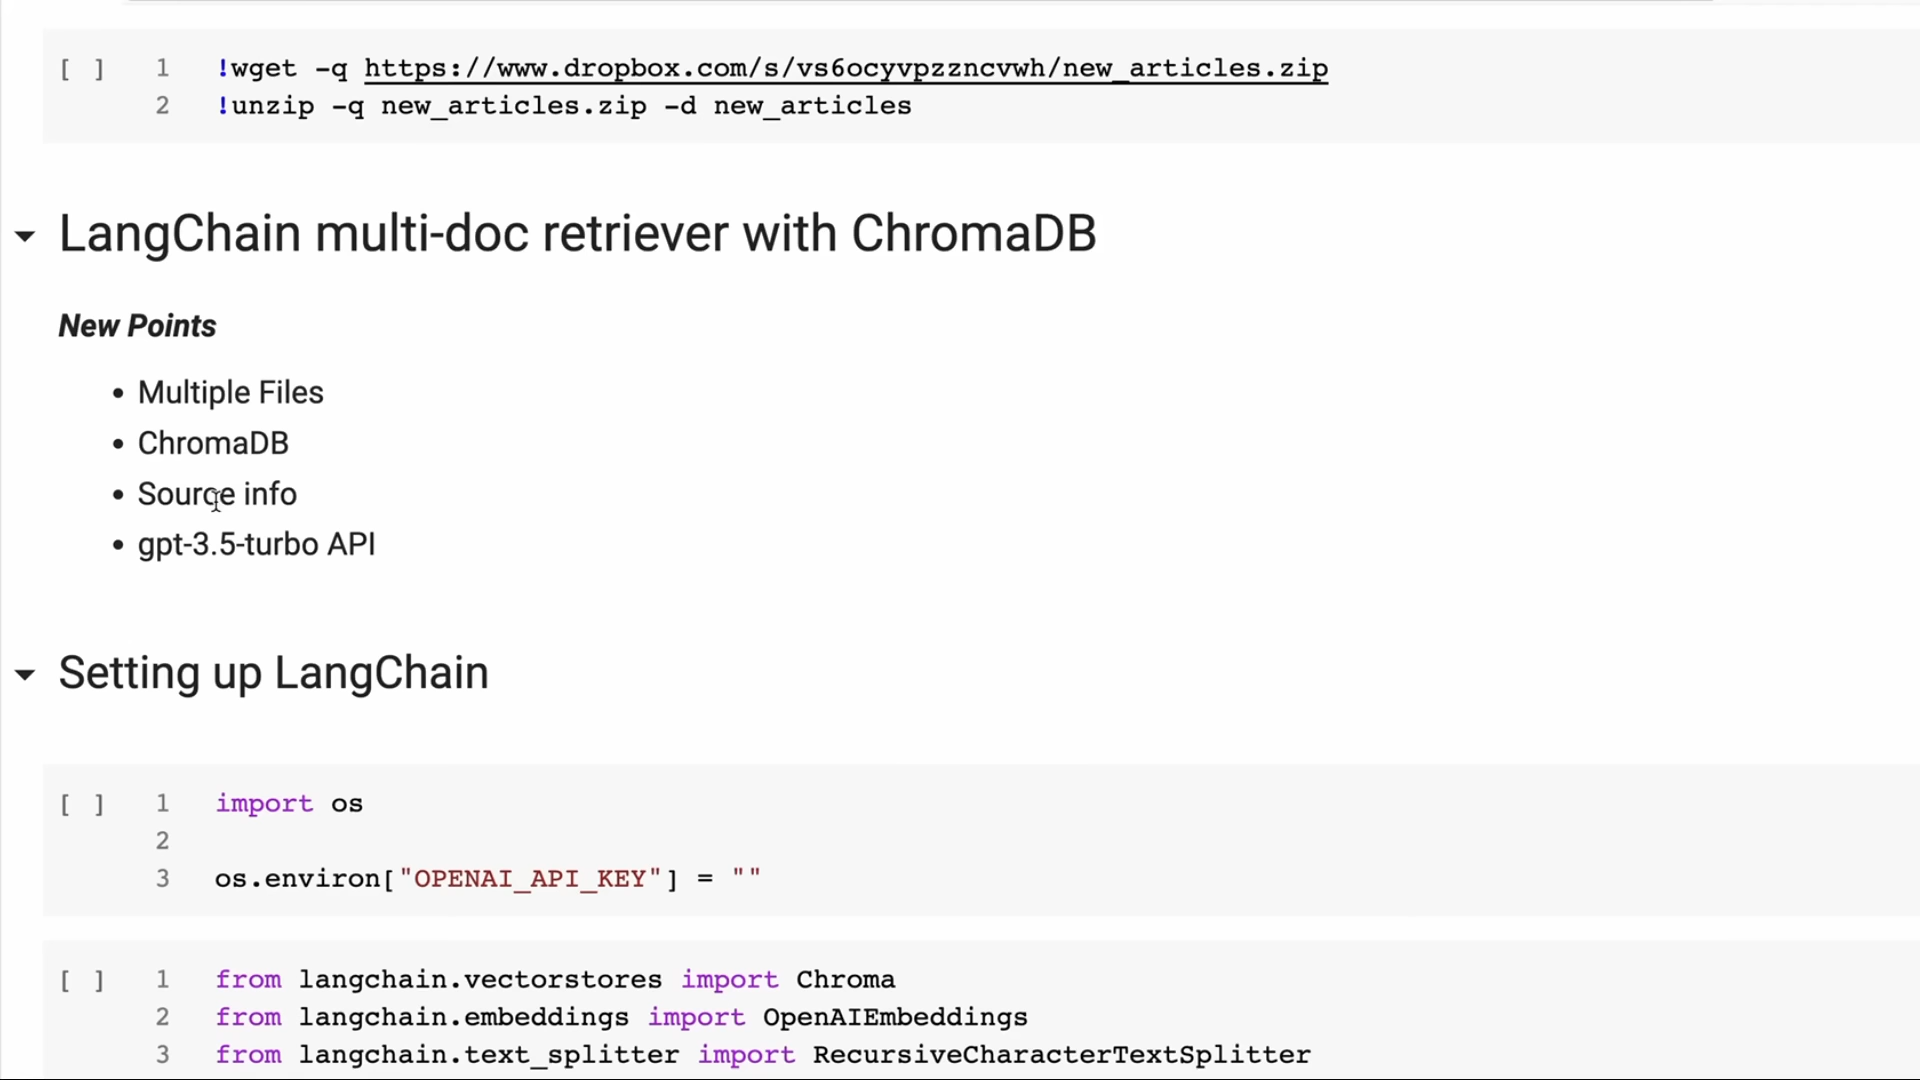 [ ] 1 !wget -q https://www.dropbox.com/s/vs6ocyvpzzncvwh/new_articles.zip
2 !unzip -q new_articles.zip -d new_articles
LangChain multi-doc retriever with ChromaDB
New Points
• Multiple Files
• ChromaDB
• Source info
• gpt-3.5-turbo API
Setting up LangChain
[ ] 1 import os
2
3 os.environ["OPENAI_API_KEY"] = ""
[ ] 1 from langchain.vectorstores import Chroma
2 from langchain.embeddings import OpenAIEmbeddings
3 from langchain.text_splitter import RecursiveCharacterTextSplitter